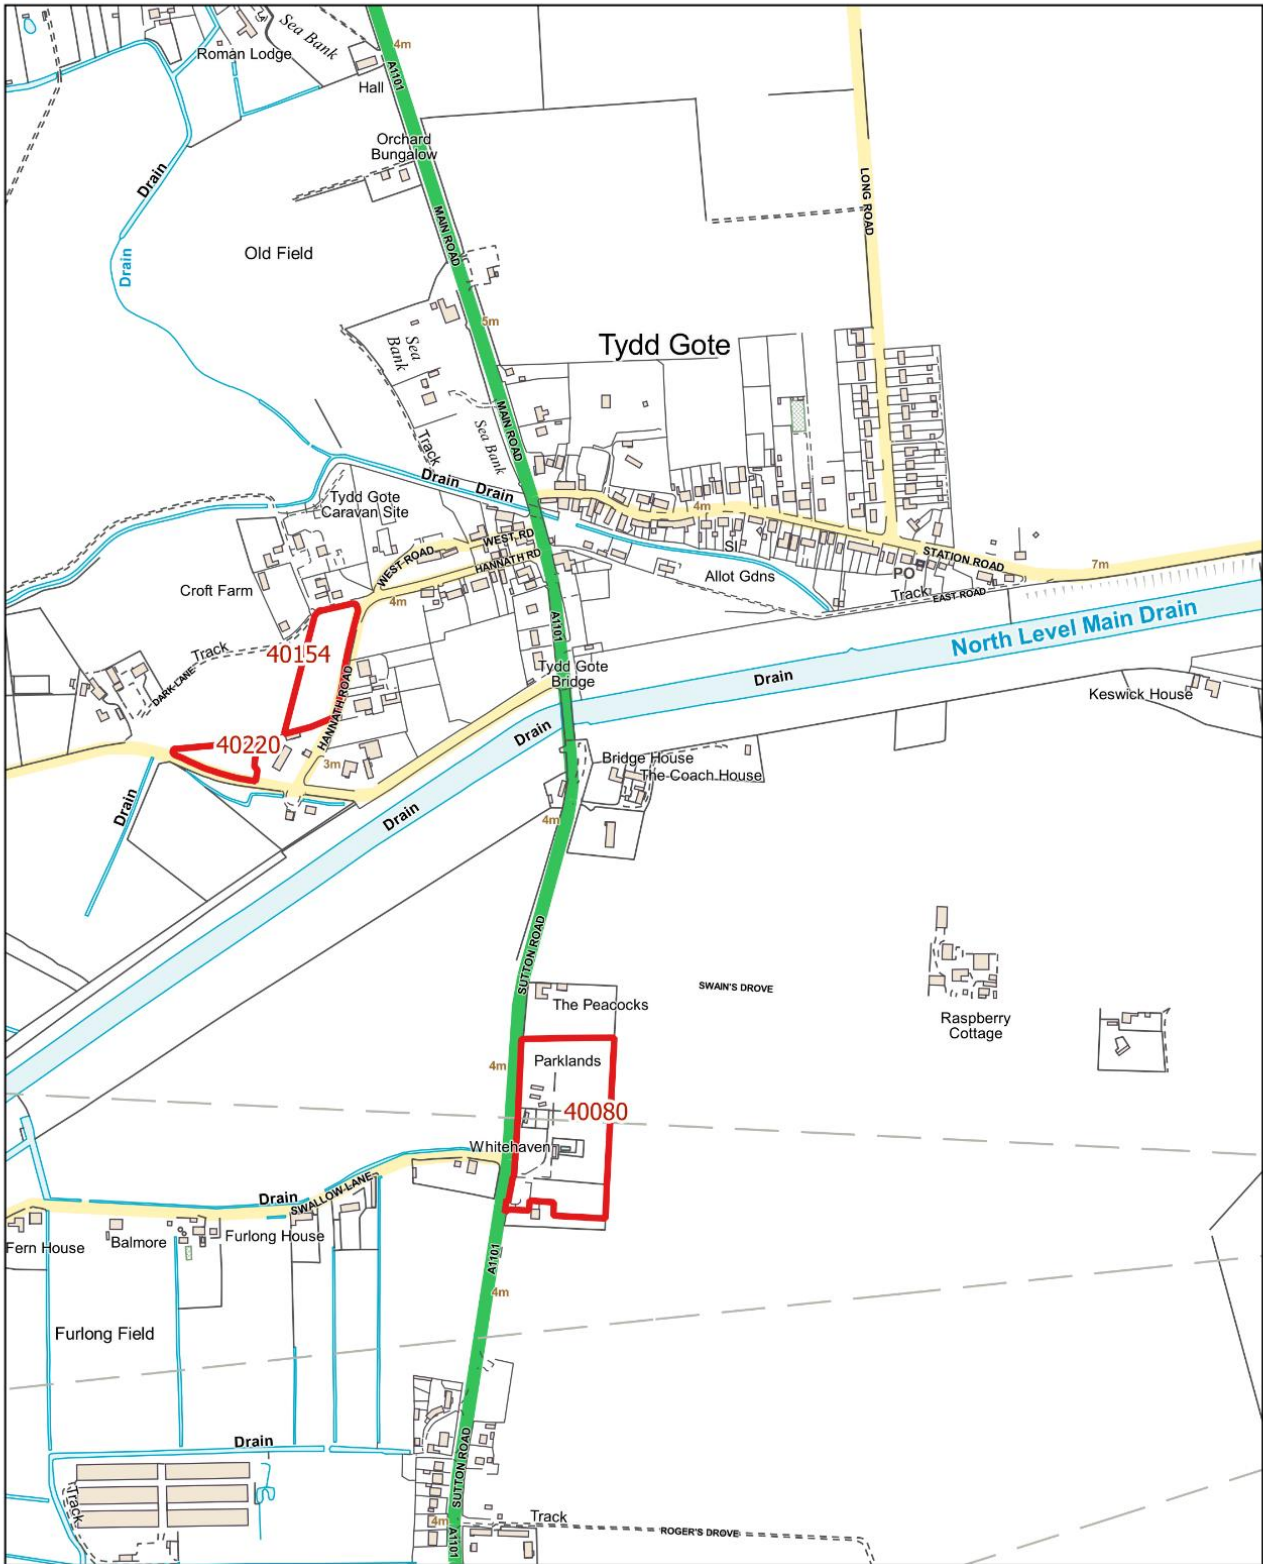 Sea Bank
Roman Lodge
4m
Hall
A1101
Orchard
Bungalow
Drain
LONG ROAD
MAIN ROAD
Old Field
Drain
5m
Sea
Bank
Tydd Gote
MAIN ROAD
Sea Bank
Track
Drain
Drain
Tydd Gote
Caravan Site
4m
WEST RD
WEST ROAD
HANNATH RD
Sl
STATION ROAD
7m
PO
Allot Gdns
Croft Farm
Track
EAST ROAD
4m
A1101
North Level Main Drain
Track
40154
DARK LANE
Tydd Gote
Bridge
Drain
Keswick House
HANNATH ROAD
40220
Drain
3m
Bridge House
The Coach House
Drain
Drain
4m
SUTTON ROAD
SWAIN'S DROVE
The Peacocks
Raspberry
Cottage
4m
Parklands
40080
Whitehaven
Drain
SWALLOW LANE
Fern House
Balmore
Furlong House
A1101
4m
Furlong Field
Drain
SUTTON ROAD
Track
4m
Track
ROGER'S DROVE
A1101